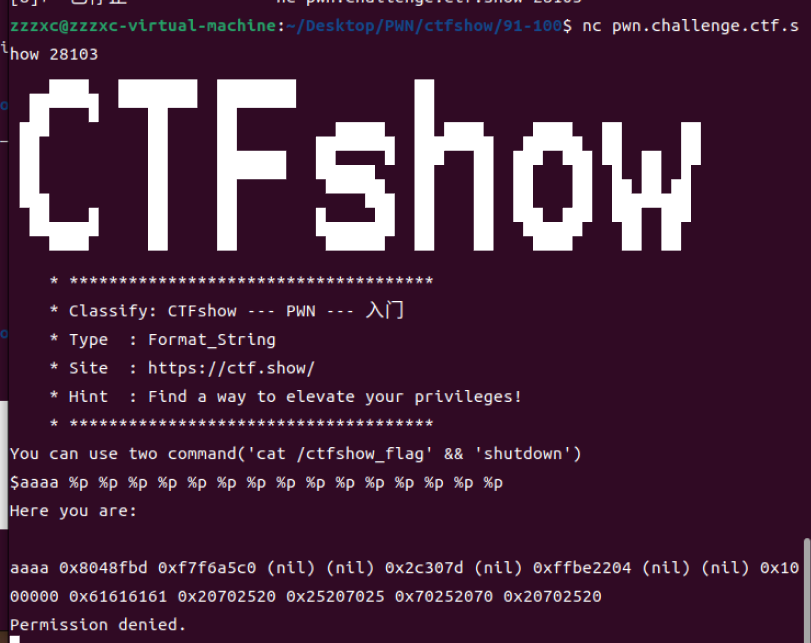 zzzxc@zzzxc-virtual-machine:~/Desktop/PWN/ctfshow/91-100$ nc pwn.challenge.ctf.s
how 28103
CTFshow
* *************************************
* Classify: CTFshow --- PWN --- 入门
* Type  : Format_String
* Site  : https://ctf.show/
* Hint  : Find a way to elevate your privileges!
* *************************************
You can use two command('cat /ctfshow_flag' && 'shutdown')
$aaaa %p %p %p %p %p %p %p %p %p %p %p %p %p %p %p
Here you are:
aaaa 0x8048fbd 0xf7f6a5c0 (nil) (nil) 0x2c307d (nil) 0xffbe2204 (nil) (nil) 0x10
00000 0x61616161 0x20702520 0x25207025 0x70252070 0x20702520
Permission denied.